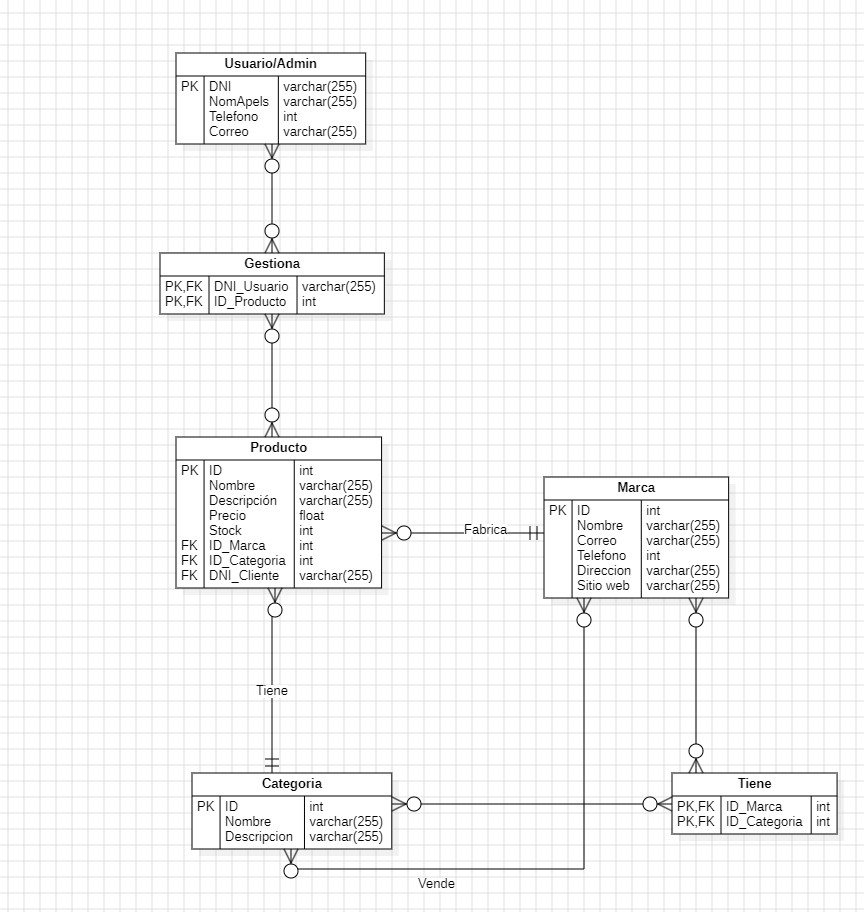 Usuario/Admin
PK DNI varchar(255)
NomApels varchar(255)
Telefono int
Correo varchar(255)
Gestiona
PK,FK DNI_Usuario varchar(255)
PK,FK ID_Producto int
Producto
PK ID int
Nombre varchar(255)
Descripción varchar(255)
Precio float
Stock int
FK ID_Marca int
FK ID_Categoria int
FK DNI_Cliente varchar(255)
Fabrica
Marca
PK ID int
Nombre varchar(255)
Correo varchar(255)
Telefono int
Direccion varchar(255)
Sitio web varchar(255)
Tiene
Categoria
PK ID int
Nombre varchar(255)
Descripcion varchar(255)
Tiene
PK,FK ID_Marca int
PK,FK ID_Categoria int
Vende